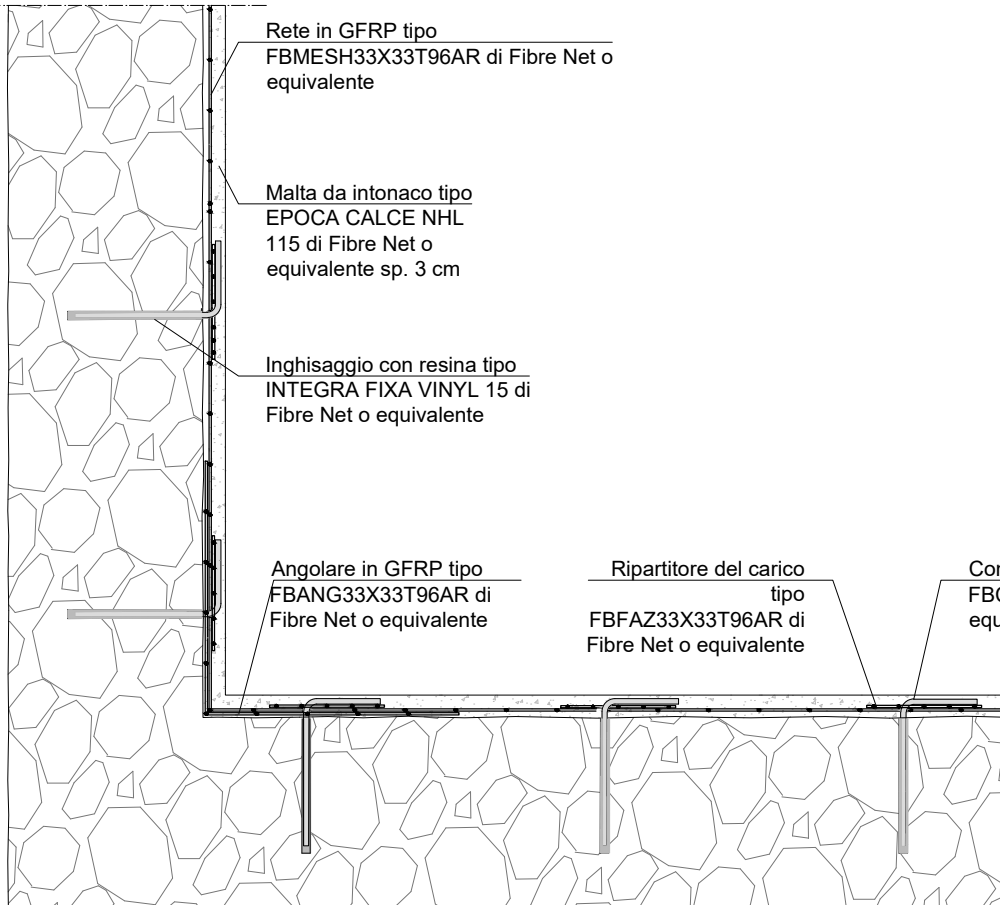 Rete in GFRP tipo
FBMESH33X33T96AR di Fibre Net o
equivalente
Malta da intonaco tipo
EPOCA CALCE NHL
115 di Fibre Net o
equivalente sp. 3 cm
Inghisaggio con resina tipo
INTEGRA FIXA VINYL 15 di
Fibre Net o equivalente
Angolare in GFRP tipo
FBANG33X33T96AR di
Fibre Net o equivalente
Ripartitore del carico
tipo
FBFAZ33X33T96AR di
Fibre Net o equivalente